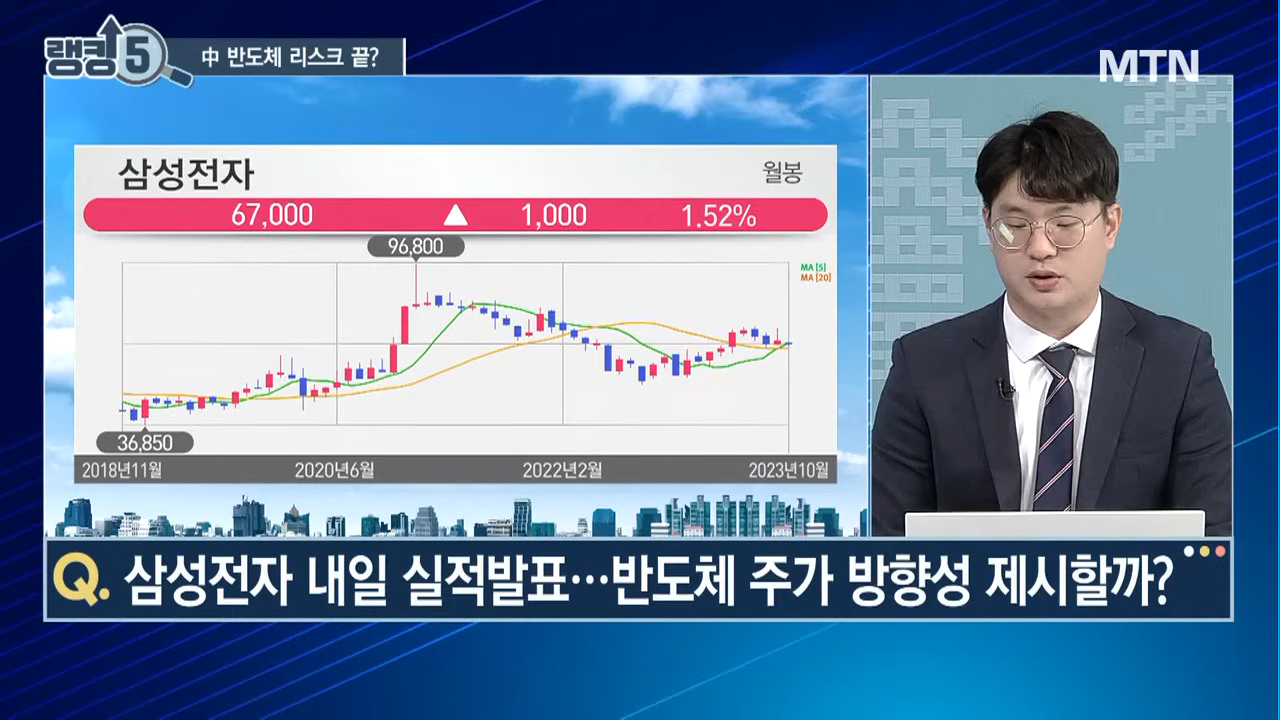 랭킹5
中 반도체 리스크 끝?
MTN
삼성전자
월봉
67,000 ▲ 1,000 1.52%
96,800
MA [5]
MA [20]
36,850
2018년11월 2020년6월 2022년2월 2023년10월
Q. 삼성전자 내일 실적발표…반도체 주가 방향성 제시할까?